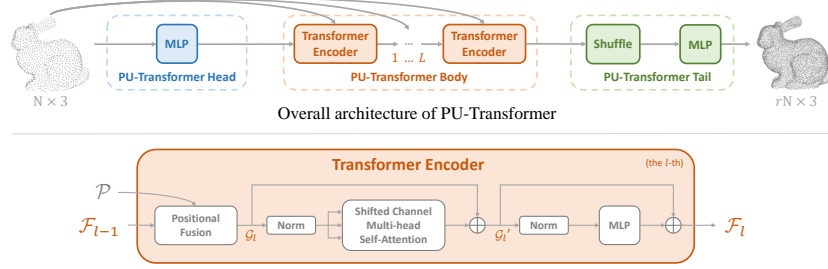 MLP
Transformer
Encoder
...
Transformer
Encoder
Shuffle
MLP
1 ... L
PU-Transformer Head
PU-Transformer Body
PU-Transformer Tail
N × 3
rN × 3
Overall architecture of PU-Transformer
Transformer Encoder
(the l-th)
𝒫
Positional
Fusion
Norm
Shifted Channel
Multi-head
Self-Attention
Norm
MLP
ℱₗ₋₁
𝒢ₗ
𝒢ₗ′
ℱₗ